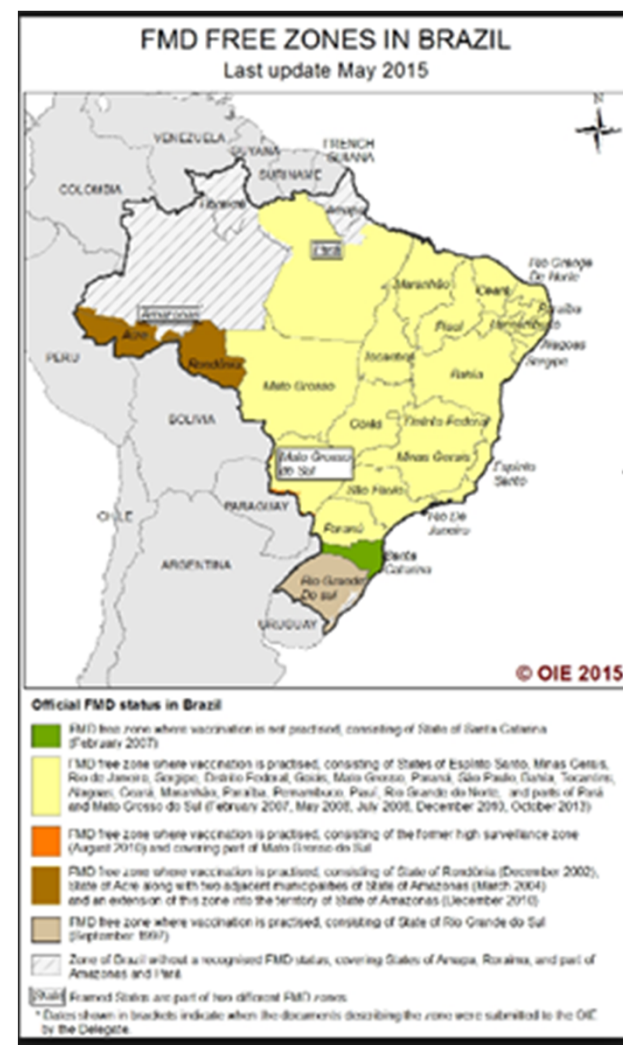 FMD FREE ZONES IN BRAZIL
Last update May 2015
N
VENEZUELA
GUYANA
FRENCH
GUIANA
SURINAME
COLOMBIA
Roraima
Amapa
Pará
Amazonas
Rio Grande
Do Norte
Maranhão
Ceará
Paraíba
Piauí
Pernambuco
Alagoas
Sergipe
Acre
PERU
Rondônia
Tocantins
Mato Grosso
Bahia
BOLIVIA
Goiás
Distrito Federal
Mato Grosso
do Sul
Minas Gerais
Espírito
Santo
São Paulo
PARAGUAY
Rio De
Janeiro
CHILE
Paraná
Santa
Catarina
ARGENTINA
Rio Grande
Do sul
URUGUAY
© OIE 2015
Official FMD status in Brazil
FMD free zone where vaccination is not practised, consisting of State of Santa Catarina
(February 2007)
FMD free zone where vaccination is practised, consisting of States of Espírito Santo, Minas Gerais,
Rio de Janeiro, Sergipe, Distrito Federal, Goiás, Mato Grosso, Paraná, São Paulo, Bahia, Tocantins,
Alagoas, Ceará, Maranhão, Paraíba, Pernambuco, Piauí, Rio Grande do Norte, and parts of Pará
and Mato Grosso do Sul (February 2007, May 2008, July 2008, December 2010, October 2013)
FMD free zone where vaccination is practised, consisting of the former high surveillance zone
(August 2010) and covering part of Mato Grosso do Sul
FMD free zone where vaccination is practised, consisting of State of Rondônia (December 2002),
State of Acre along with two adjacent municipalities of State of Amazonas (March 2004)
and an extension of this zone into the territory of State of Amazonas (December 2010)
FMD free zone where vaccination is practised, consisting of State of Rio Grande do Sul
(September 1997)
Zone of Brazil without a recognised FMD status, covering States of Amapa, Roraima, and part of
Amazonas and Pará
State Framed States are part of two different FMD zones
* Dates shown in brackets indicate when the documents describing the zone were submitted to the OIE
by the Delegate.